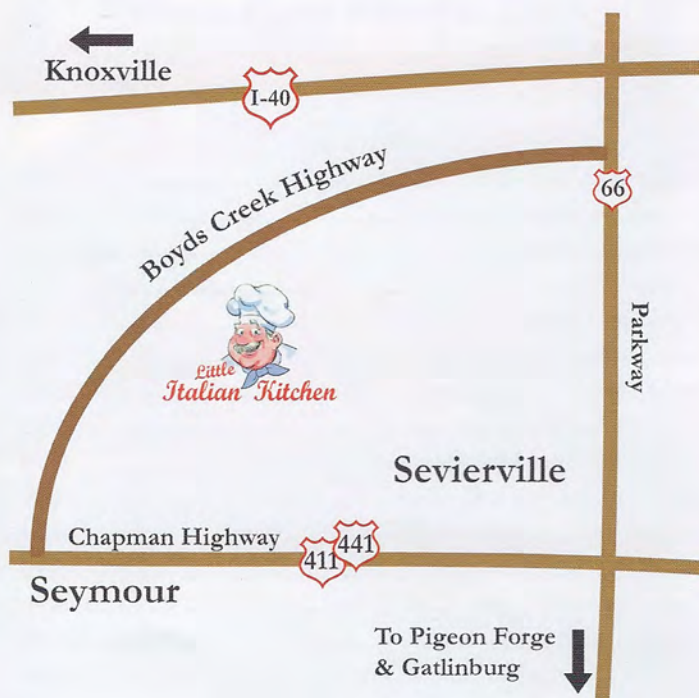 Knoxville
I-40
Boyds Creek Highway
66
Parkway
Little
Italian Kitchen
Sevierville
Chapman Highway
441
411
Seymour
To Pigeon Forge
& Gatlinburg